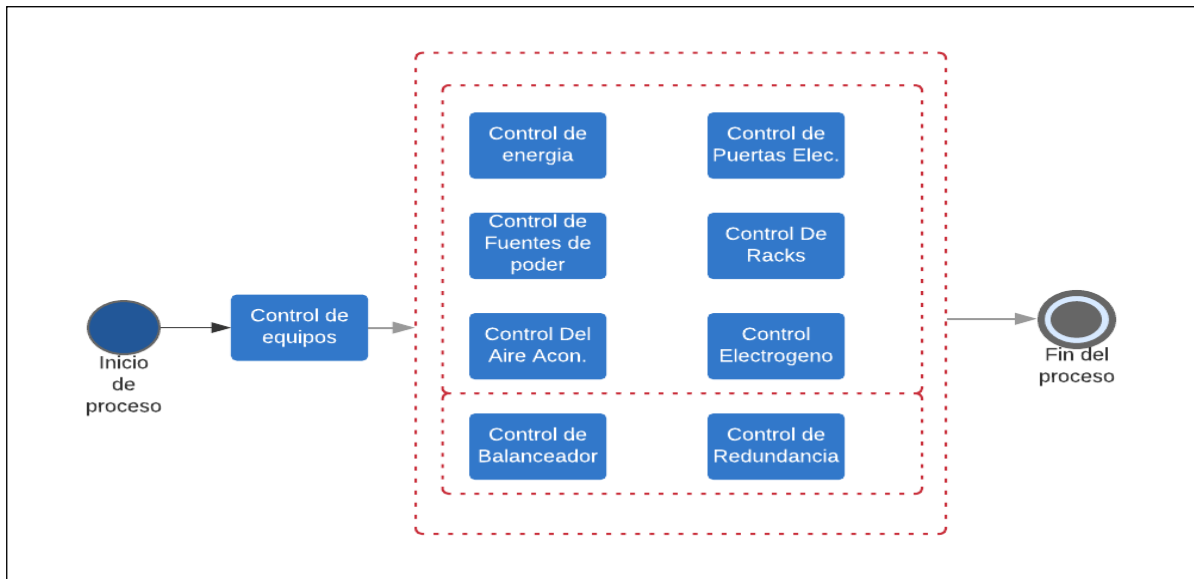 Control de
energia
Control de
Puertas Elec.
Control de
Fuentes de
poder
Control De
Racks
Control de
equipos
Control Del
Aire Acon.
Control
Electrogeno
Inicio
de
proceso
Fin del
proceso
Control de
Balanceador
Control de
Redundancia